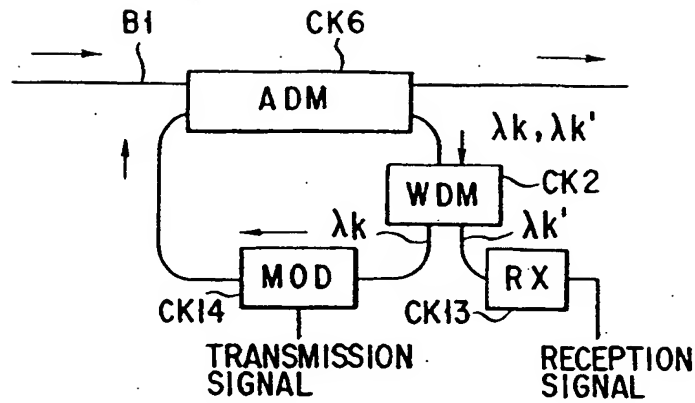 B1
CK6
ADM
λk, λk'
WDM
CK2
λk
λk'
MOD
RX
CK14
CK13
TRANSMISSION
SIGNAL
RECEPTION
SIGNAL